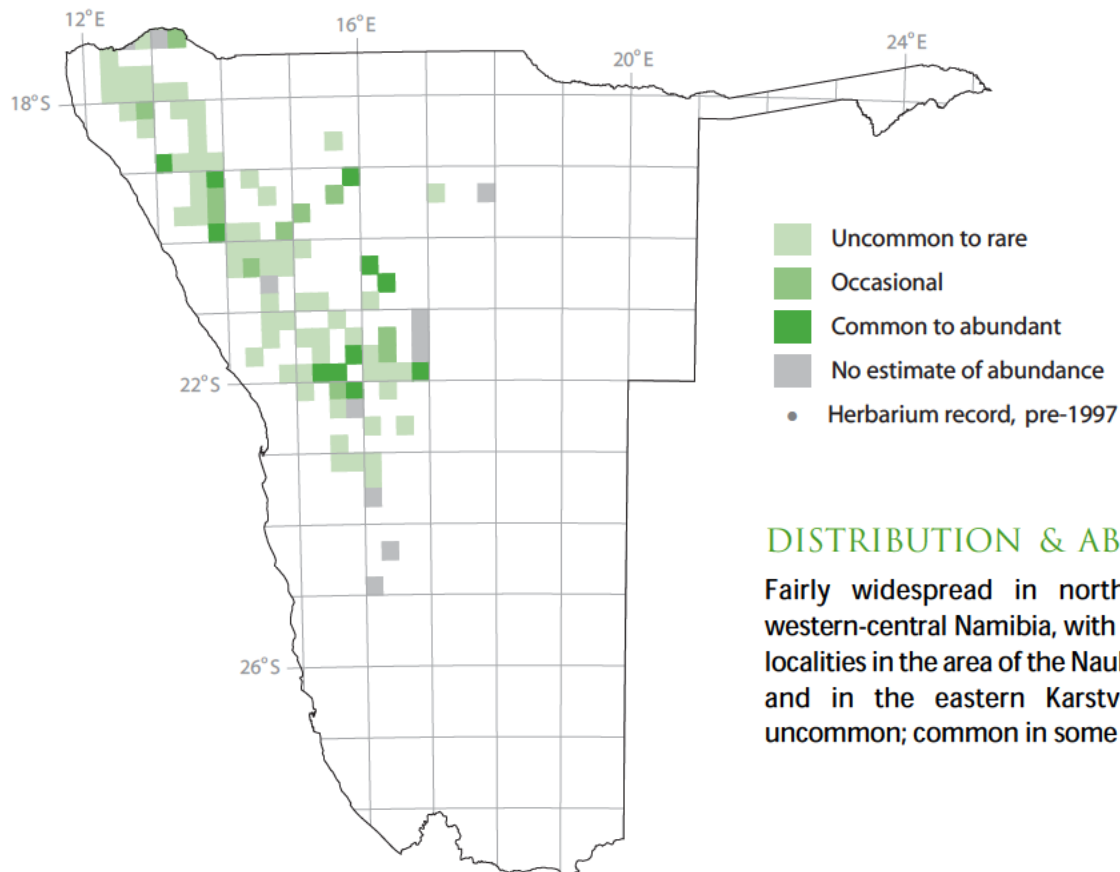 12°E
16°E
20°E
24°E
18°S
22°S
26°S
Uncommon to rare
Occasional
Common to abundant
No estimate of abundance
Herbarium record, pre-1997
DISTRIBUTION & AB
Fairly widespread in north
western-central Namibia, with
localities in the area of the Nau
and in the eastern Karstv
uncommon; common in some